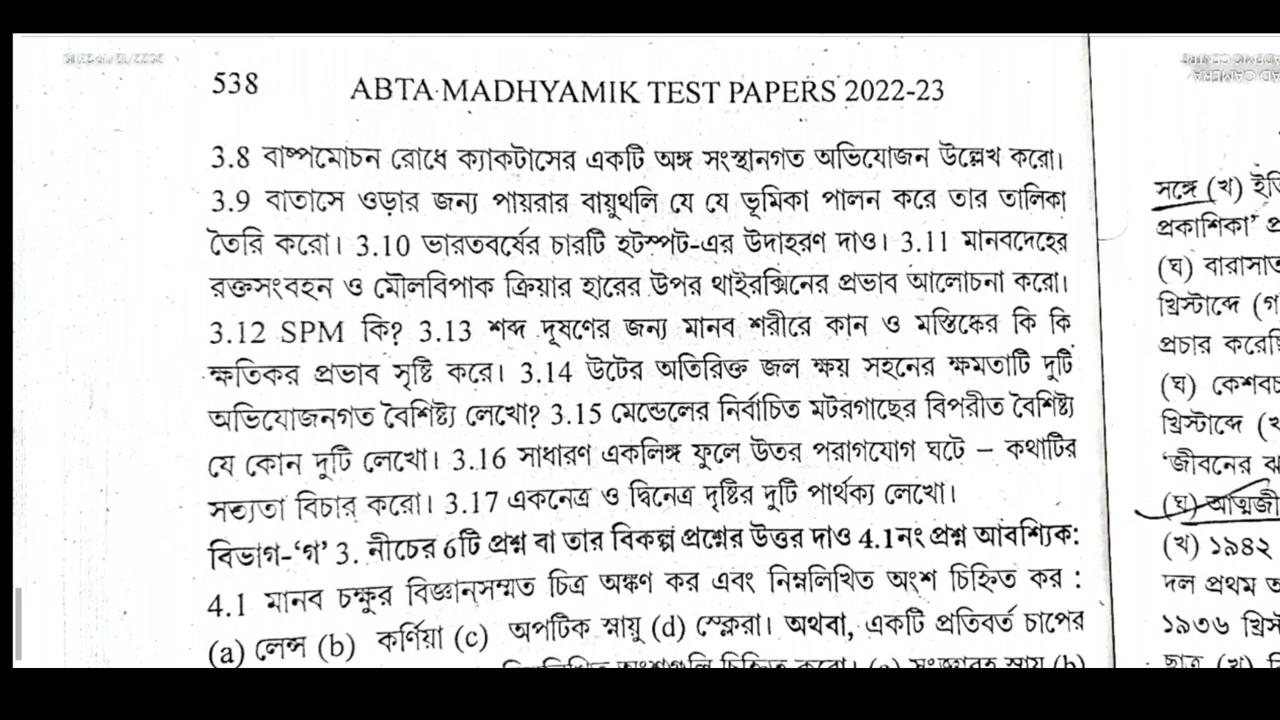 538
ABTA MADHYAMIK TEST PAPERS 2022-23
3.8 বাষ্পমোচন রোধে ক্যাকটাসের একটি অঙ্গ সংস্থানগত অভিযোজন উল্লেখ করো।
3.9 বাতাসে ওড়ার জন্য পায়রার বায়ুথলি যে যে ভূমিকা পালন করে তার তালিকা
তৈরি করো। 3.10 ভারতবর্ষের চারটি হটস্পট-এর উদাহরণ দাও। 3.11 মানবদেহের
রক্তসংবহন ও মৌলবিপাক ক্রিয়ার হারের উপর থাইরক্সিনের প্রভাব আলোচনা করো।
3.12 SPM কি? 3.13 শব্দ দূষণের জন্য মানব শরীরে কান ও মস্তিষ্কের কি কি
ক্ষতিকর প্রভাব সৃষ্টি করে। 3.14 উটের অতিরিক্ত জল ক্ষয় সহনের ক্ষমতাটি দুটি
অভিযোজনগত বৈশিষ্ট্য লেখো? 3.15 মেন্ডেলের নির্বাচিত মটরগাছের বিপরীত বৈশিষ্ট্য
যে কোন দুটি লেখো। 3.16 সাধারণ একলিঙ্গ ফুলে উতর পরাগযোগ ঘটে – কথাটির
সত্যতা বিচার করো। 3.17 একনেত্র ও দ্বিনেত্র দৃষ্টির দুটি পার্থক্য লেখো।
বিভাগ-‘গ’ 3. নীচের 6টি প্রশ্ন বা তার বিকল্প প্রশ্নের উত্তর দাও 4.1নং প্রশ্ন আবশ্যিক:
4.1 মানব চক্ষুর বিজ্ঞানসম্মত চিত্র অঙ্কণ কর এবং নিম্নলিখিত অংশ চিহ্নিত কর :
(a) লেন্স (b) কর্ণিয়া (c) অপটিক স্নায়ু (d) স্ক্লেরা। অথবা, একটি প্রতিবর্ত চাপের
সঙ্গে (খ)
প্রকাশিকা’
(ঘ) বারাসাত
খ্রিস্টাব্দে (গ)
প্রচার করে
(ঘ) কেশবচ
খ্রিস্টাব্দে
‘জীবনের
(ঘ) আত্মজী
(খ) ১৯৪২
দল প্রথম
১৯৩৬